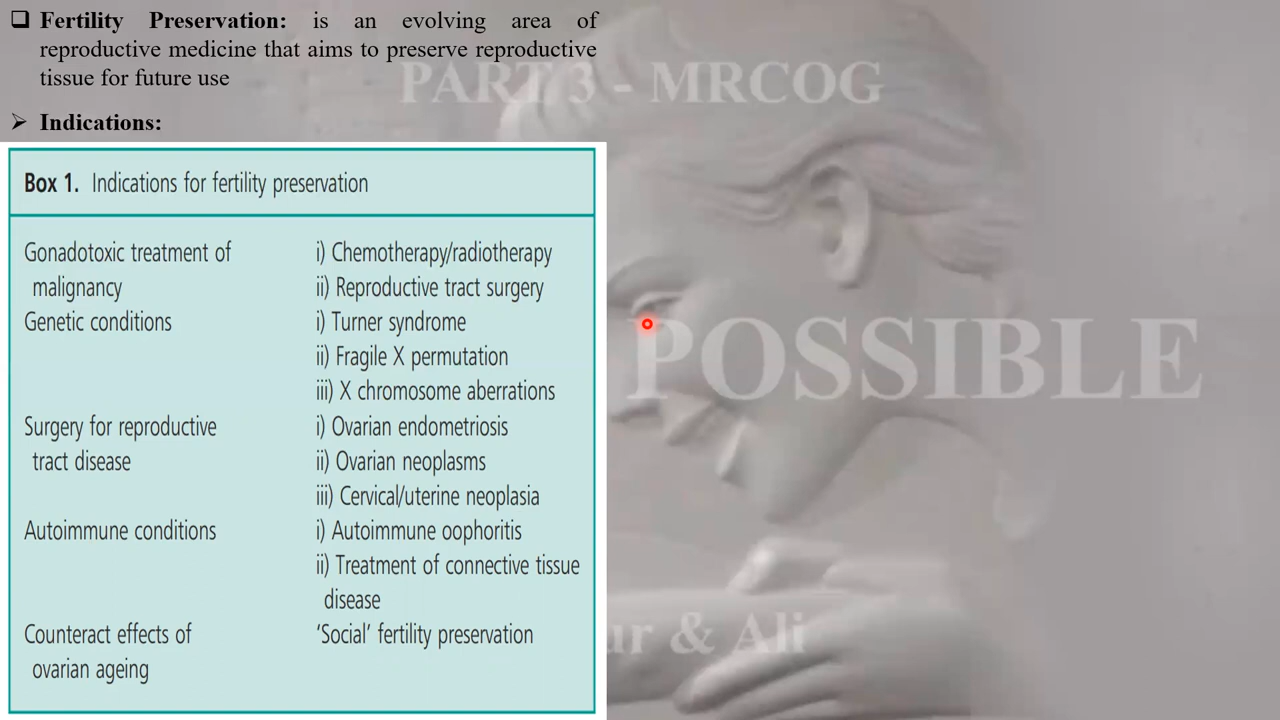 ❑ Fertility Preservation: is an evolving area of
reproductive medicine that aims to preserve reproductive
tissue for future use
PART 3 - MRCOG
➢ Indications:
Box 1. Indications for fertility preservation
Gonadotoxic treatment of malignancy
i) Chemotherapy/radiotherapy
ii) Reproductive tract surgery
Genetic conditions
i) Turner syndrome
ii) Fragile X permutation
iii) X chromosome aberrations
Surgery for reproductive tract disease
i) Ovarian endometriosis
ii) Ovarian neoplasms
iii) Cervical/uterine neoplasia
Autoimmune conditions
i) Autoimmune oophoritis
ii) Treatment of connective tissue
disease
Counteract effects of
ovarian ageing
‘Social’ fertility preservation
POSSIBLE
& Ali